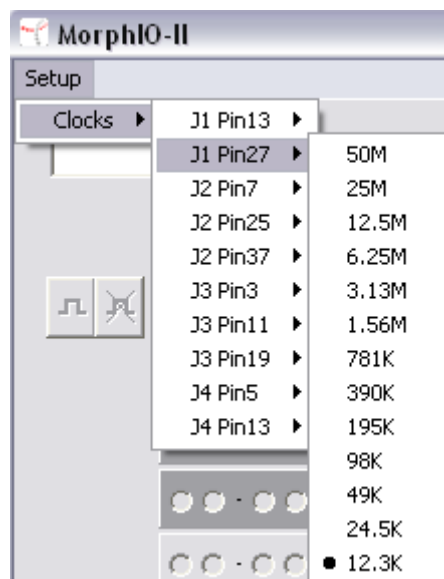 MorphIO-II
Setup
Clocks
J1 Pin13
J1 Pin27
J2 Pin7
J2 Pin25
J2 Pin37
J3 Pin3
J3 Pin11
J3 Pin19
J4 Pin5
J4 Pin13
50M
25M
12.5M
6.25M
3.13M
1.56M
781K
390K
195K
98K
49K
24.5K
12.3K